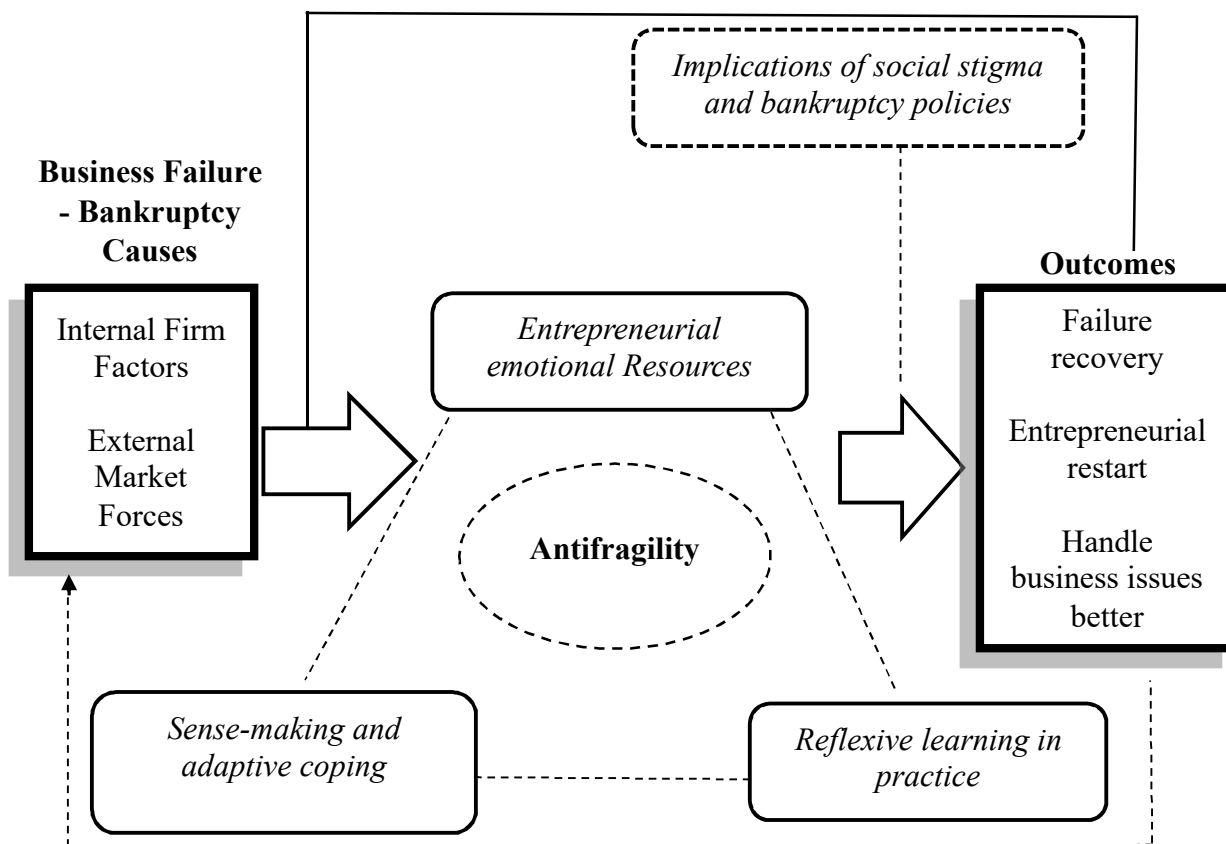 Implications of social stigma
and bankruptcy policies
Business Failure
- Bankruptcy
Causes
Internal Firm
Factors
External
Market
Forces
Entrepreneurial
emotional Resources
Antifragility
Sense-making and
adaptive coping
Reflexive learning in
practice
Outcomes
Failure
recovery
Entrepreneurial
restart
Handle
business issues
better